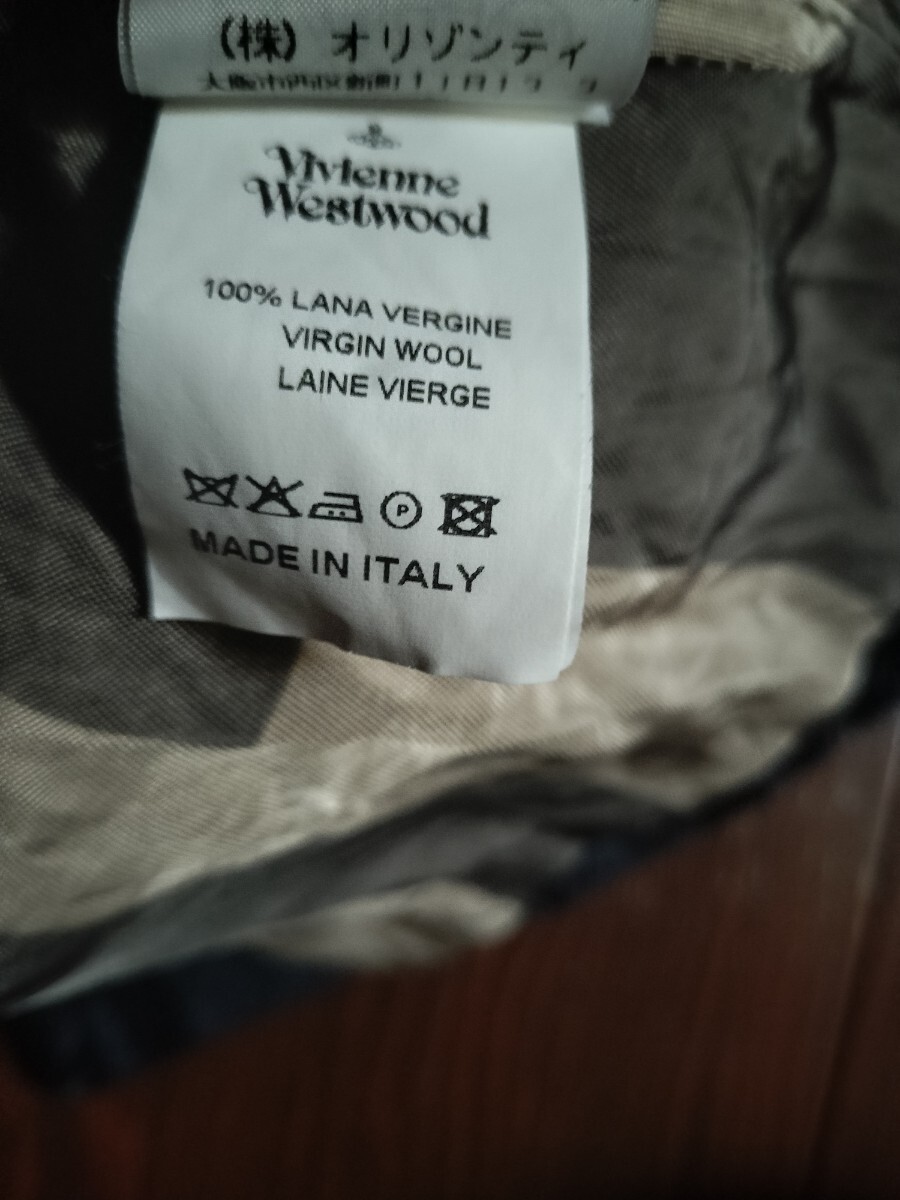 (株) オリゾンティ
Vivienne
Westwood
100% LANA VERGINE
VIRGIN WOOL
LAINE VIERGE
P
MADE IN ITALY